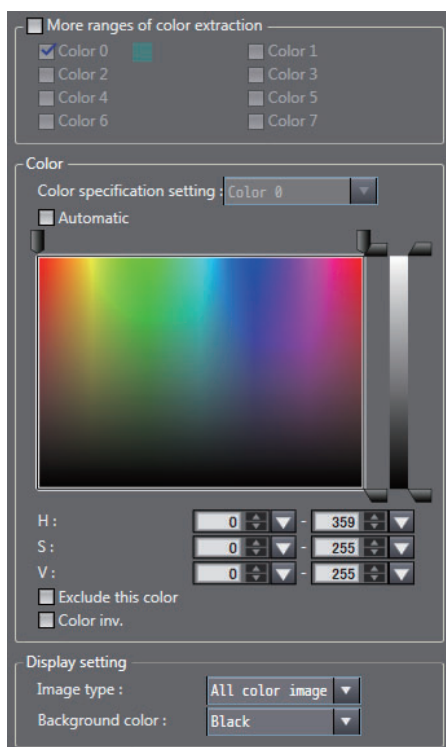 More ranges of color extraction
Color 0 Color 1
Color 2 Color 3
Color 4 Color 5
Color 6 Color 7
Color
Color specification setting : Color 0
Automatic
H : 0 - 359
S : 0 - 255
V : 0 - 255
Exclude this color
Color inv.
Display setting
Image type : All color image
Background color : Black